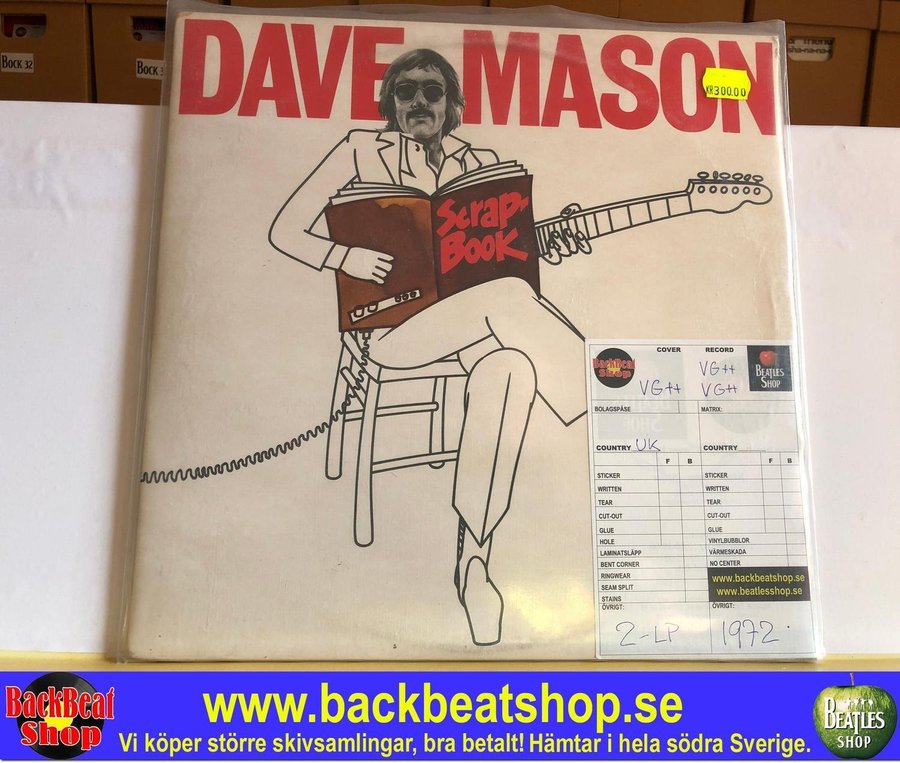 BOCK 32
BOCK 3
DAVE MASON
KR300.00
Scrap-
BOOK
BackBeat
Shop
COVER
RECORD
VG++
VG++
VG++
BEATLES
SHOP
BOLAGSPÅSE
MATRIX:
COUNTRY UK
COUNTRY
F B
F B
STICKER
STICKER
WRITTEN
WRITTEN
TEAR
TEAR
CUT-OUT
CUT-OUT
GLUE
GLUE
HOLE
VINYLBUBBLOR
LAMINATSLÄPP
VÄRMESKADA
BENT CORNER
NO CENTER
RINGWEAR
SEAM SPLIT
STAINS
www.backbeatshop.se
www.beatlesshop.se
ÖVRIGT:
ÖVRIGT:
2-LP
1972.
BackBeat
Shop
www.backbeatshop.se
Vi köper större skivsamlingar, bra betalt! Hämtar i hela södra Sverige.
BEATLES
SHOP